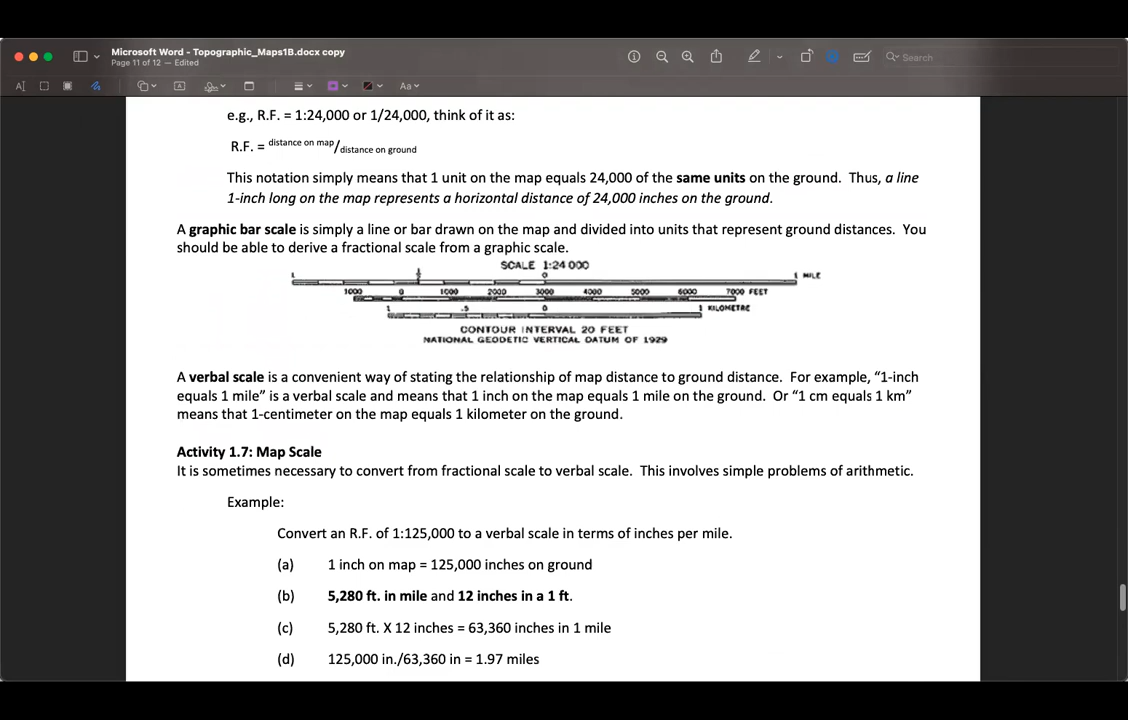 Microsoft Word - Topographic_Maps1B.docx copy
Page 11 of 12 — Edited
Search
e.g., R.F. = 1:24,000 or 1/24,000, think of it as:
R.F. = distance on map/distance on ground
This notation simply means that 1 unit on the map equals 24,000 of the same units on the ground. Thus, a line
1-inch long on the map represents a horizontal distance of 24,000 inches on the ground.
A graphic bar scale is simply a line or bar drawn on the map and divided into units that represent ground distances. You
should be able to derive a fractional scale from a graphic scale.
SCALE 1:24 000
1 0 1 MILE
1000 0 1000 2000 3000 4000 5000 6000 7000 FEET
1 .5 0 1 KILOMETRE
CONTOUR INTERVAL 20 FEET
NATIONAL GEODETIC VERTICAL DATUM OF 1929
A verbal scale is a convenient way of stating the relationship of map distance to ground distance. For example, “1-inch
equals 1 mile” is a verbal scale and means that 1 inch on the map equals 1 mile on the ground. Or “1 cm equals 1 km”
means that 1-centimeter on the map equals 1 kilometer on the ground.
Activity 1.7: Map Scale
It is sometimes necessary to convert from fractional scale to verbal scale. This involves simple problems of arithmetic.
Example:
Convert an R.F. of 1:125,000 to a verbal scale in terms of inches per mile.
(a) 1 inch on map = 125,000 inches on ground
(b) 5,280 ft. in mile and 12 inches in a 1 ft.
(c) 5,280 ft. X 12 inches = 63,360 inches in 1 mile
(d) 125,000 in./63,360 in = 1.97 miles